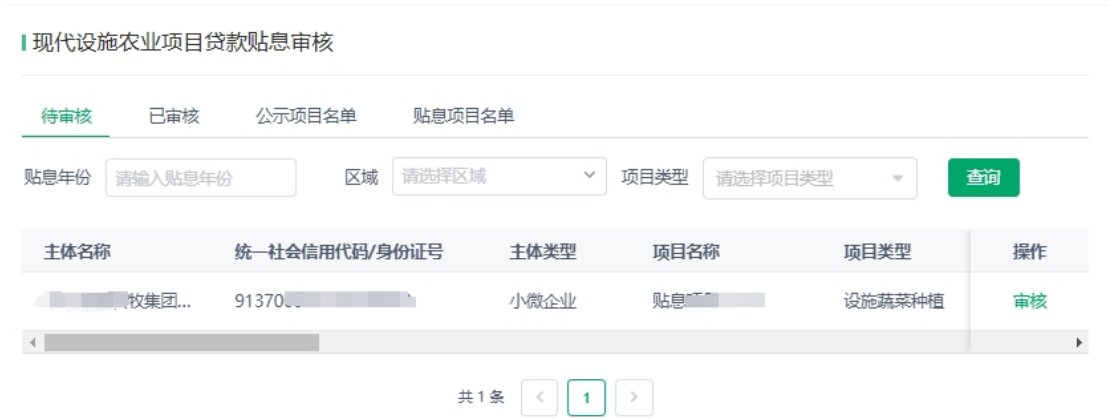 现代设施农业项目贷款贴息审核
待审核 已审核 公示项目名单 贴息项目名单
贴息年份 请输入贴息年份 区域 请选择区域 项目类型 请选择项目类型 查询
主体名称 统一社会信用代码/身份证号 主体类型 项目名称 项目类型 操作
牧集团... 91370 小微企业 贴息 设施蔬菜种植 审核
共 1 条 < 1 >